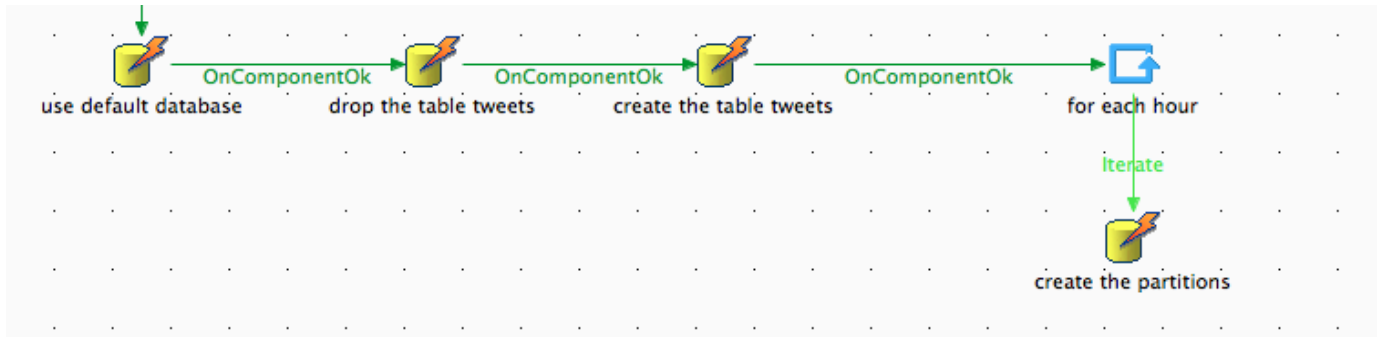 OnComponentOk
OnComponentOk
OnComponentOk
use default database
drop the table tweets
create the table tweets
for each hour
Iterate
create the partitions